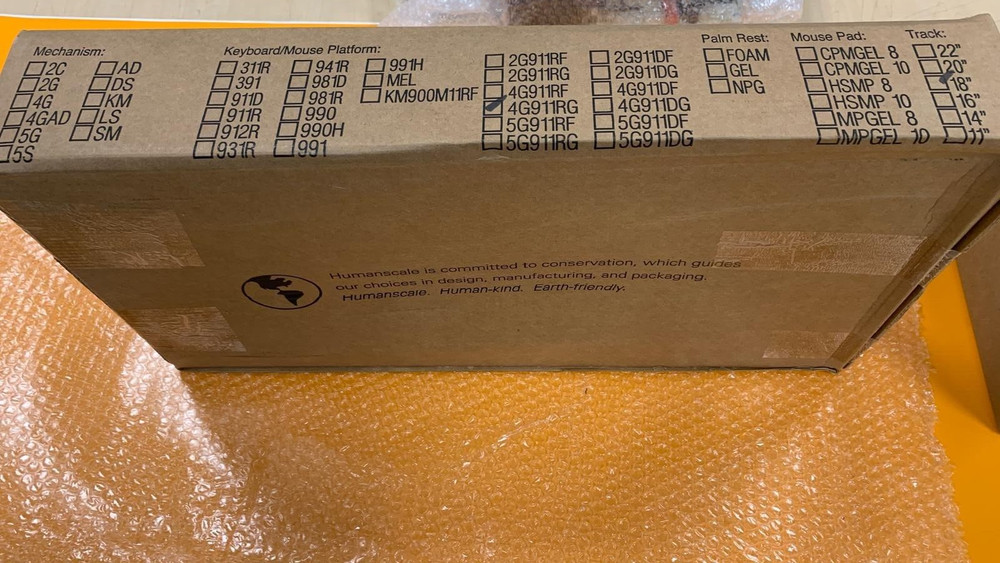 Mechanism:
2C
2G
4G
4GAD
5G
5S
AD
DS
KM
LS
SM
Keyboard/Mouse Platform:
311R
391
911D
911R
912R
931R
941R
981D
981R
990
990H
991
991H
MEL
KM900M11RF
2G911RF
2G911RG
4G911RF
4G911RG
5G911RF
5G911RG
2G911DF
2G911DG
4G911DF
4G911DG
5G911DF
5G911DG
Palm Rest:
FOAM
GEL
NPG
Mouse Pad:
CPMGEL 8
CPMGEL 10
HSMP 8
HSMP 10
MPGEL 8
MPGEL 10
Track:
22"
20"
18"
16"
14"
11"
Humanscale is committed to conservation, which guides
our choices in design, manufacturing, and packaging.
Humanscale. Human-kind. Earth-friendly.